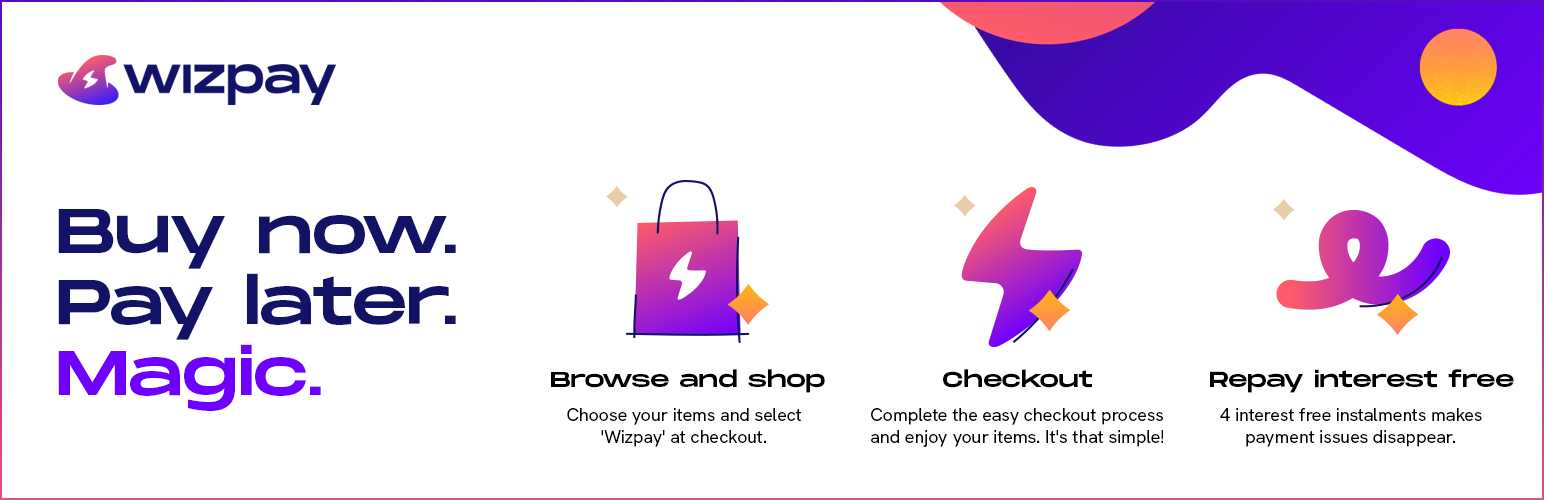 wizpay
Buy now.
Pay later.
Magic.
Browse and shop
Choose your items and select
'Wizpay' at checkout.
Checkout
Complete the easy checkout process
and enjoy your items. It's that simple!
Repay interest free
4 interest free instalments makes
payment issues disappear.